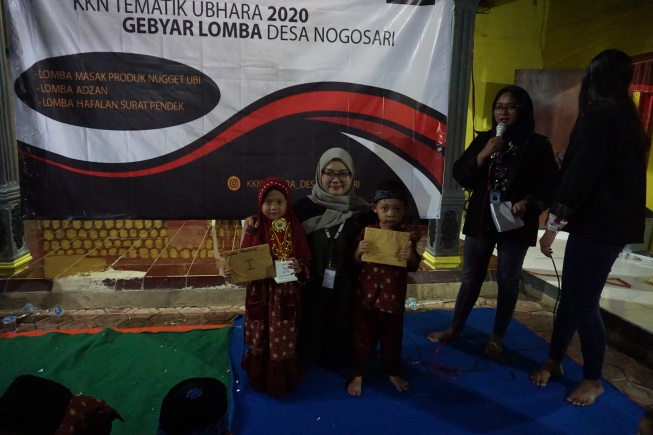 KKN TEMATIK UBHARA 2020
GEBYAR LOMBA DESA NOGOSARI
- LOMBA MASAK PRODUK NUGGET UBI
- LOMBA ADZAN
- LOMBA HAFALAN SURAT PENDEK
I